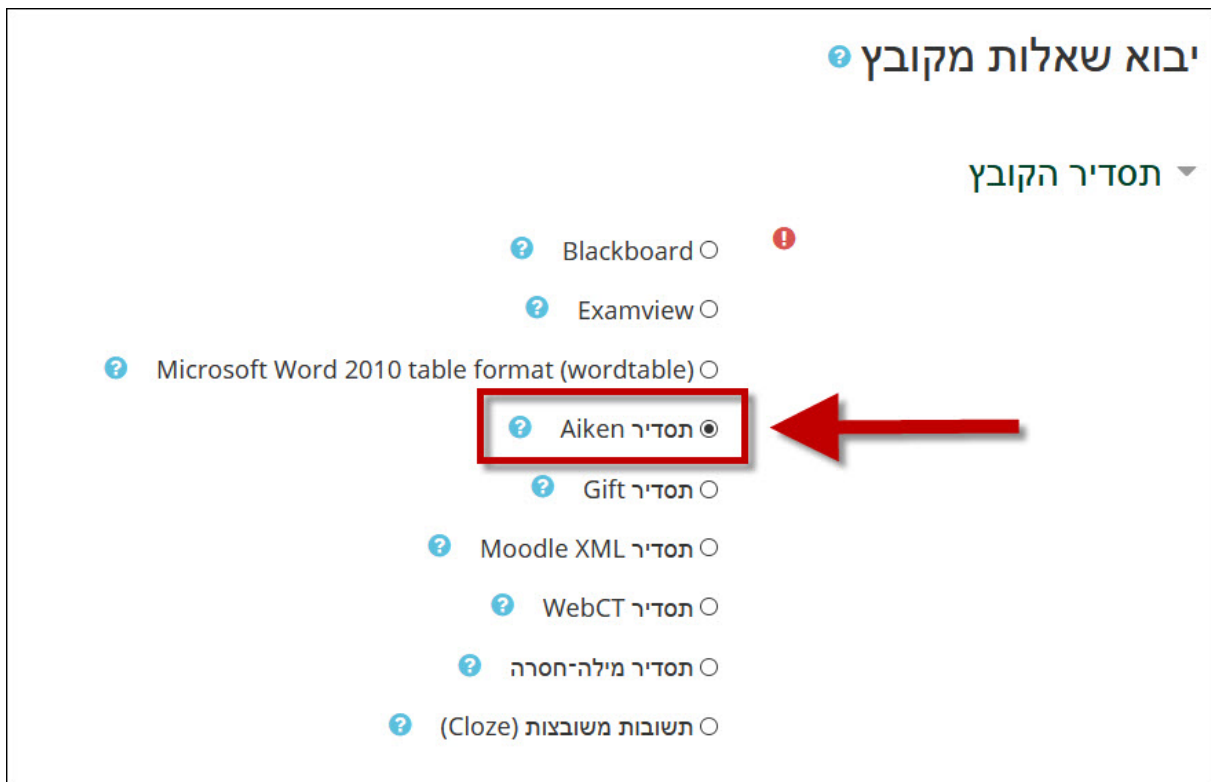 יבוא שאלות מקובץ
תסדיר הקובץ
Blackboard
Examview
Microsoft Word 2010 table format (wordtable)
תסדיר Aiken
תסדיר Gift
תסדיר Moodle XML
תסדיר WebCT
תסדיר מילה־חסרה
תשובות משובצות (Cloze)